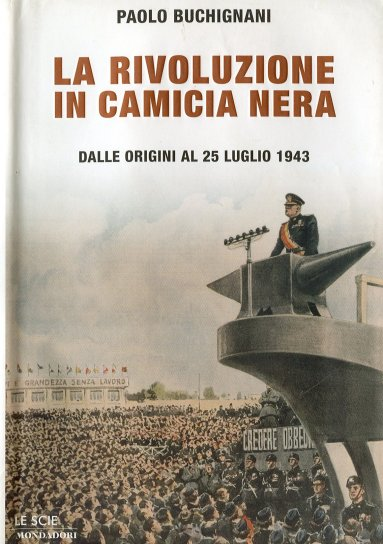 PAOLO BUCHIGNANI
LA RIVOLUZIONE
IN CAMICIA NERA
DALLE ORIGINI AL 25 LUGLIO 1943
GRANDEZZA SENZA LAVORO
CREDERE OBBEDI
LE SCIE
MONDADORI